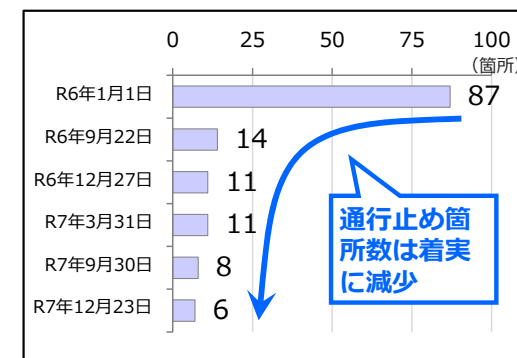 0 25 50 75 100
（箇所）
R6年1月1日 87
R6年9月22日 14
R6年12月27日 11
R7年3月31日 11
R7年9月30日 8
R7年12月23日 6
通行止め箇
所数は着実
に減少